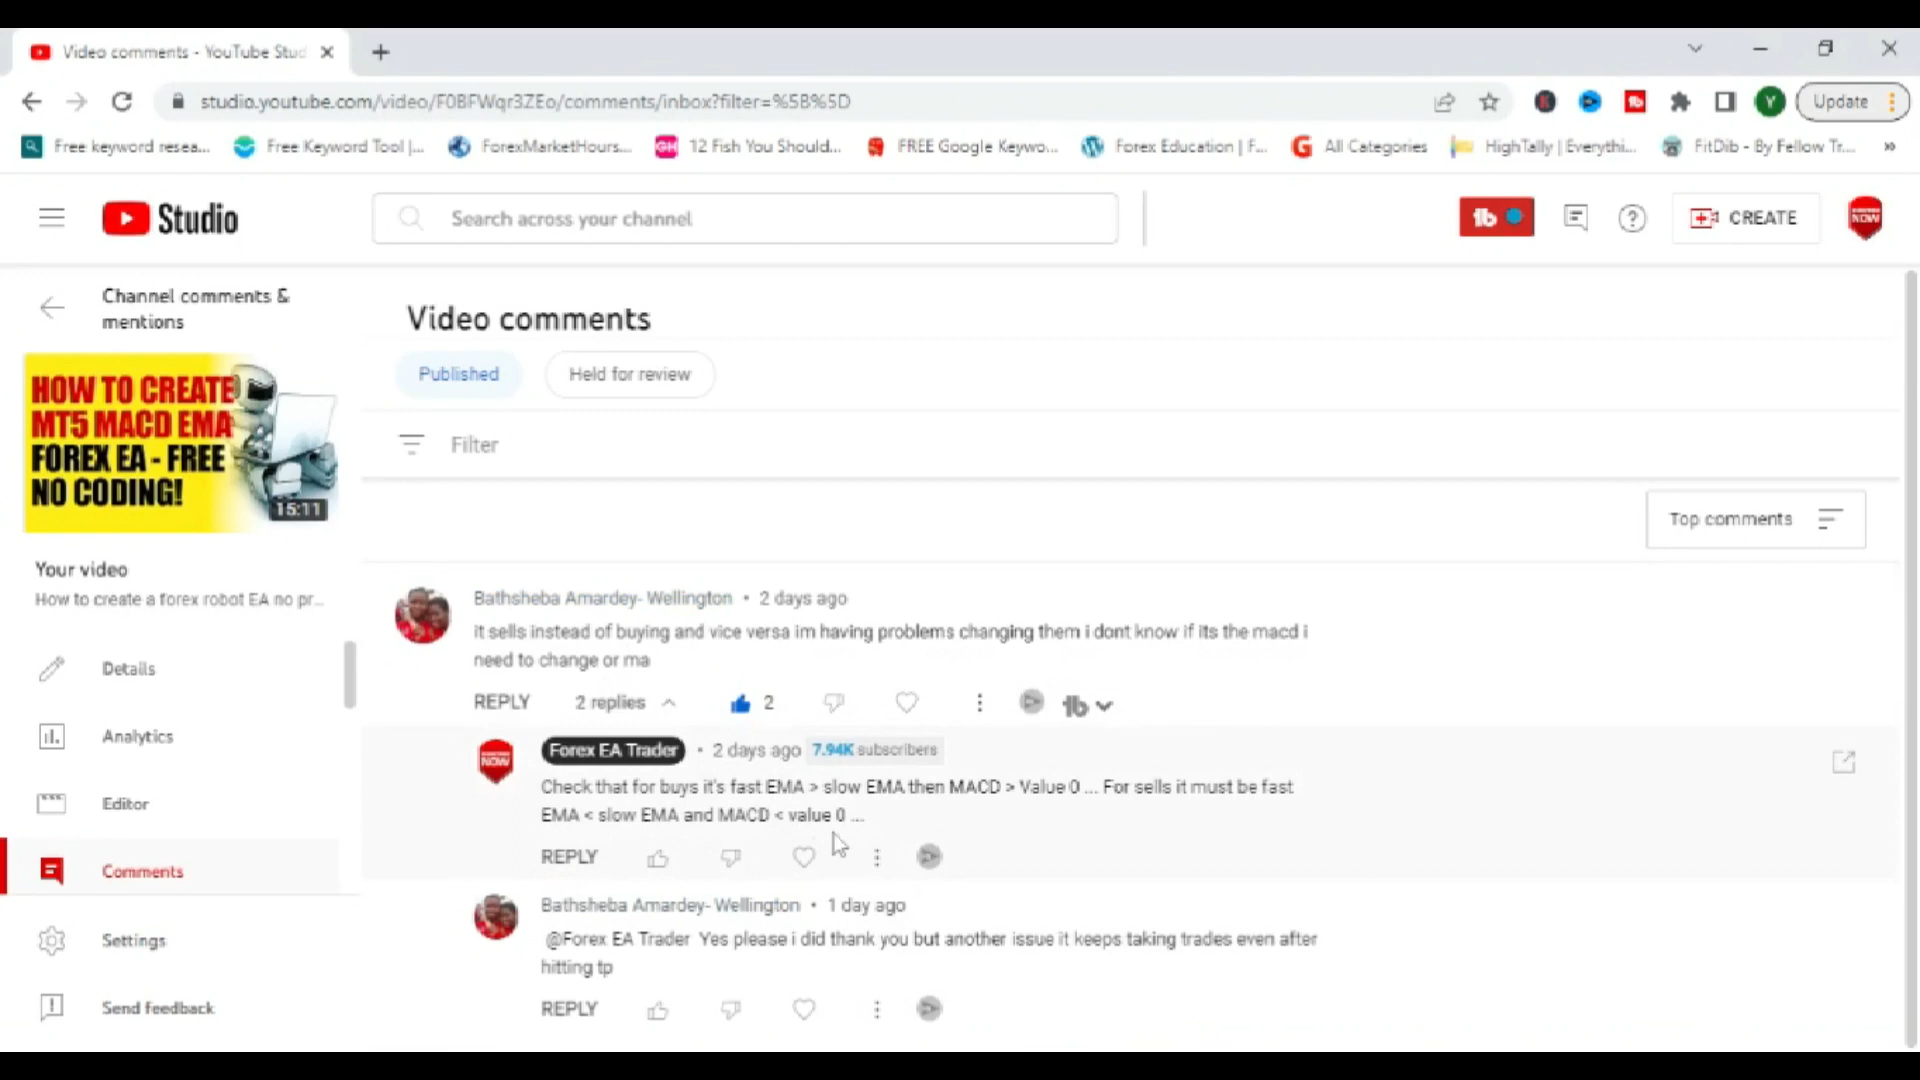 Video comments - YouTube Stud
studio.youtube.com/video/F0BFWqr3ZEo/comments/inbox?filter=%5B%5D
Y
Update
Free keyword resea...
Free Keyword Tool |...
ForexMarketHours...
GH
12 Fish You Should...
FREE Google Keywo...
Forex Education | F...
G
All Categories
HighTally | Everythi...
FitDib - By Fellow Tr...
Studio
Search across your channel
CREATE
NOW
Channel comments &
mentions
Video comments
Published
Held for review
HOW TO CREATE
MT5 MACD EMA
FOREX EA - FREE
NO CODING!
15:11
Filter
Top comments
Your video
How to create a forex robot EA no pr...
Details
Analytics
Editor
Comments
Settings
Send feedback
Bathsheba Amardey- Wellington • 2 days ago
it sells instead of buying and vice versa im having problems changing them i dont know if its the macd i
need to change or ma
REPLY
2 replies
2
NOW
Forex EA Trader • 2 days ago 7.94K subscribers
Check that for buys it's fast EMA > slow EMA then MACD > Value 0 ... For sells it must be fast
EMA < slow EMA and MACD < value 0 ...
REPLY
Bathsheba Amardey- Wellington • 1 day ago
@Forex EA Trader Yes please i did thank you but another issue it keeps taking trades even after
hitting tp
REPLY